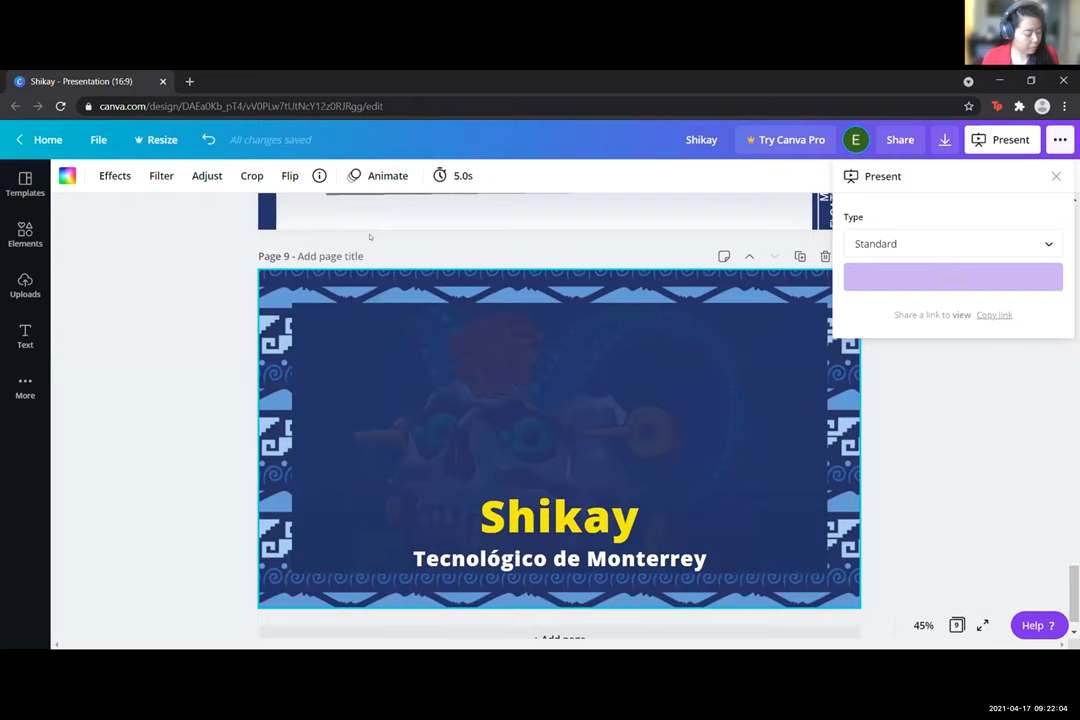 Shikay - Presentation (16:9)
canva.com/design/DAEa0Kb_pT4/vV0PLw7tUtNcY12z0RJRgg/edit
Home File Resize All changes saved Shikay Try Canva Pro E Share Present
Effects Filter Adjust Crop Flip Animate 5.0s
Present
Type
Standard
Share a link to view Copy link
Templates
Elements
Uploads
Text
More
Page 9 - Add page title
Shikay
Tecnológico de Monterrey
+ Add page
45% 9 Help ?
2021-04-17 09:22:04